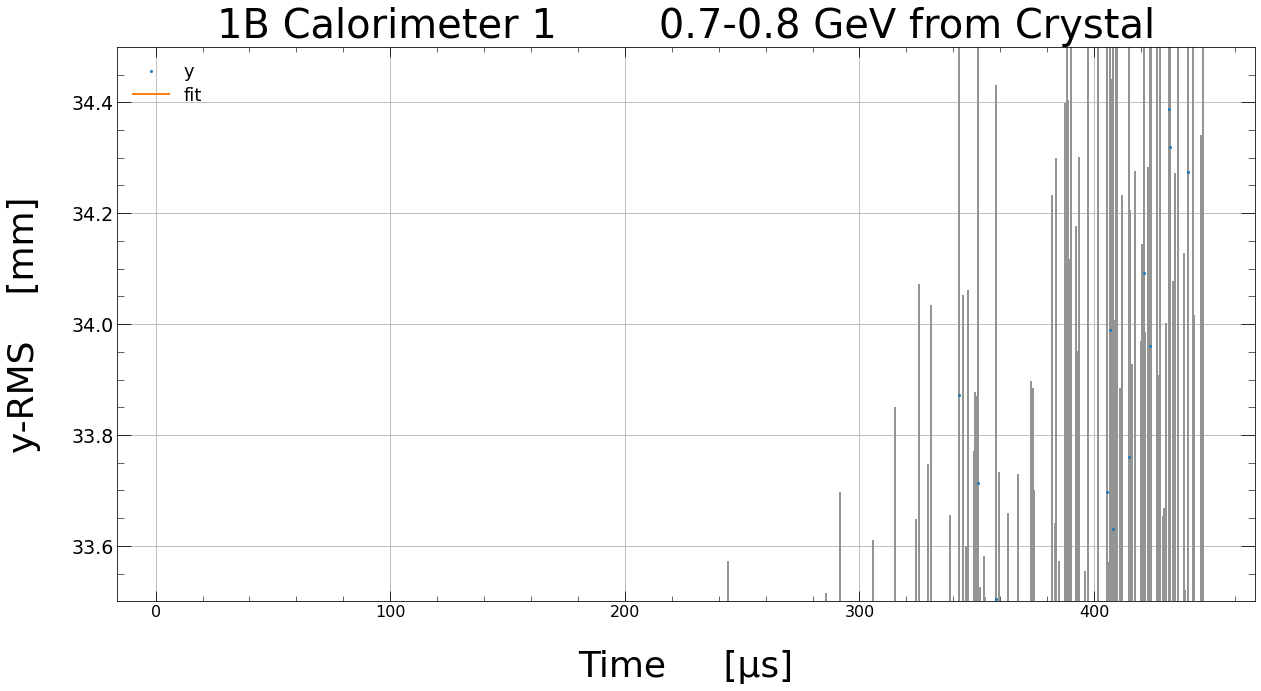 1B Calorimeter 1 0.7-0.8 GeV from Crystal
y
fit
34.4
34.2
34.0
33.8
33.6
y-RMS [mm]
0 100 200 300 400
Time [μs]